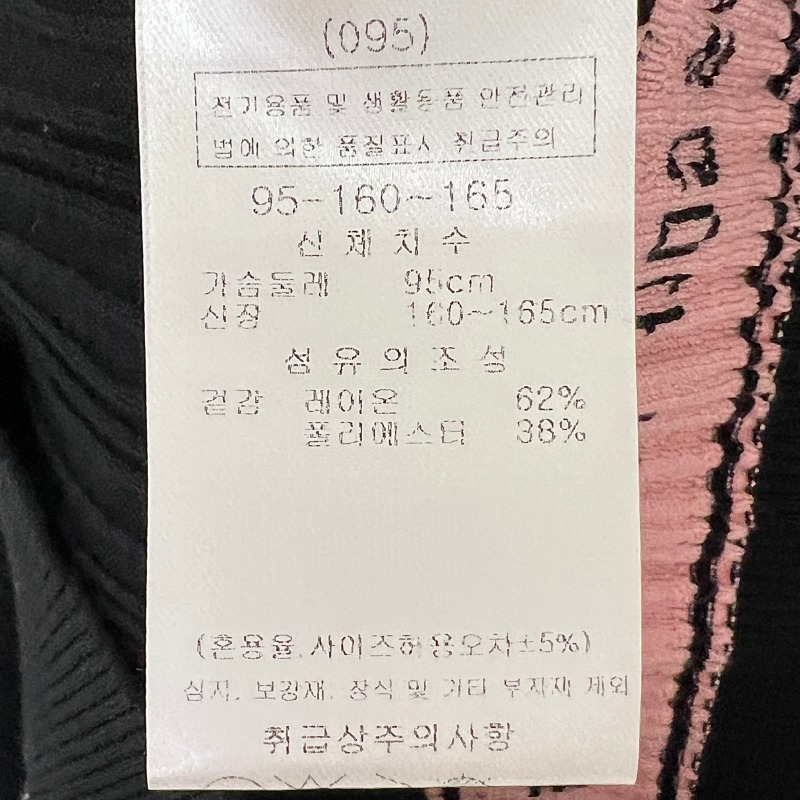 (095)
전기용품 및 생활용품 안전관리
법에 의한 품질표시 취급주의
95-160~165
신 체 치 수
가슴둘레 95cm
신장 160~165cm
섬 유 의 조 성
겉감 레이온 62%
폴리에스터 38%
(혼용율,사이즈허용오차±5%)
심지, 보강재, 장식 및 기타 부자재 제외
취급상주의사항